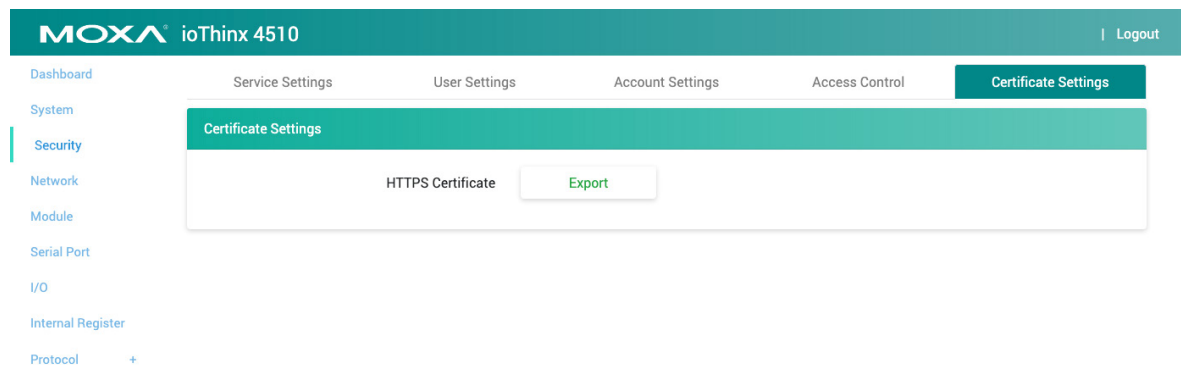 MOXA® ioThinx 4510
| Logout
Dashboard
System
Security
Network
Module
Serial Port
I/O
Internal Register
Protocol +
Service Settings User Settings Account Settings Access Control Certificate Settings
Certificate Settings
HTTPS Certificate Export